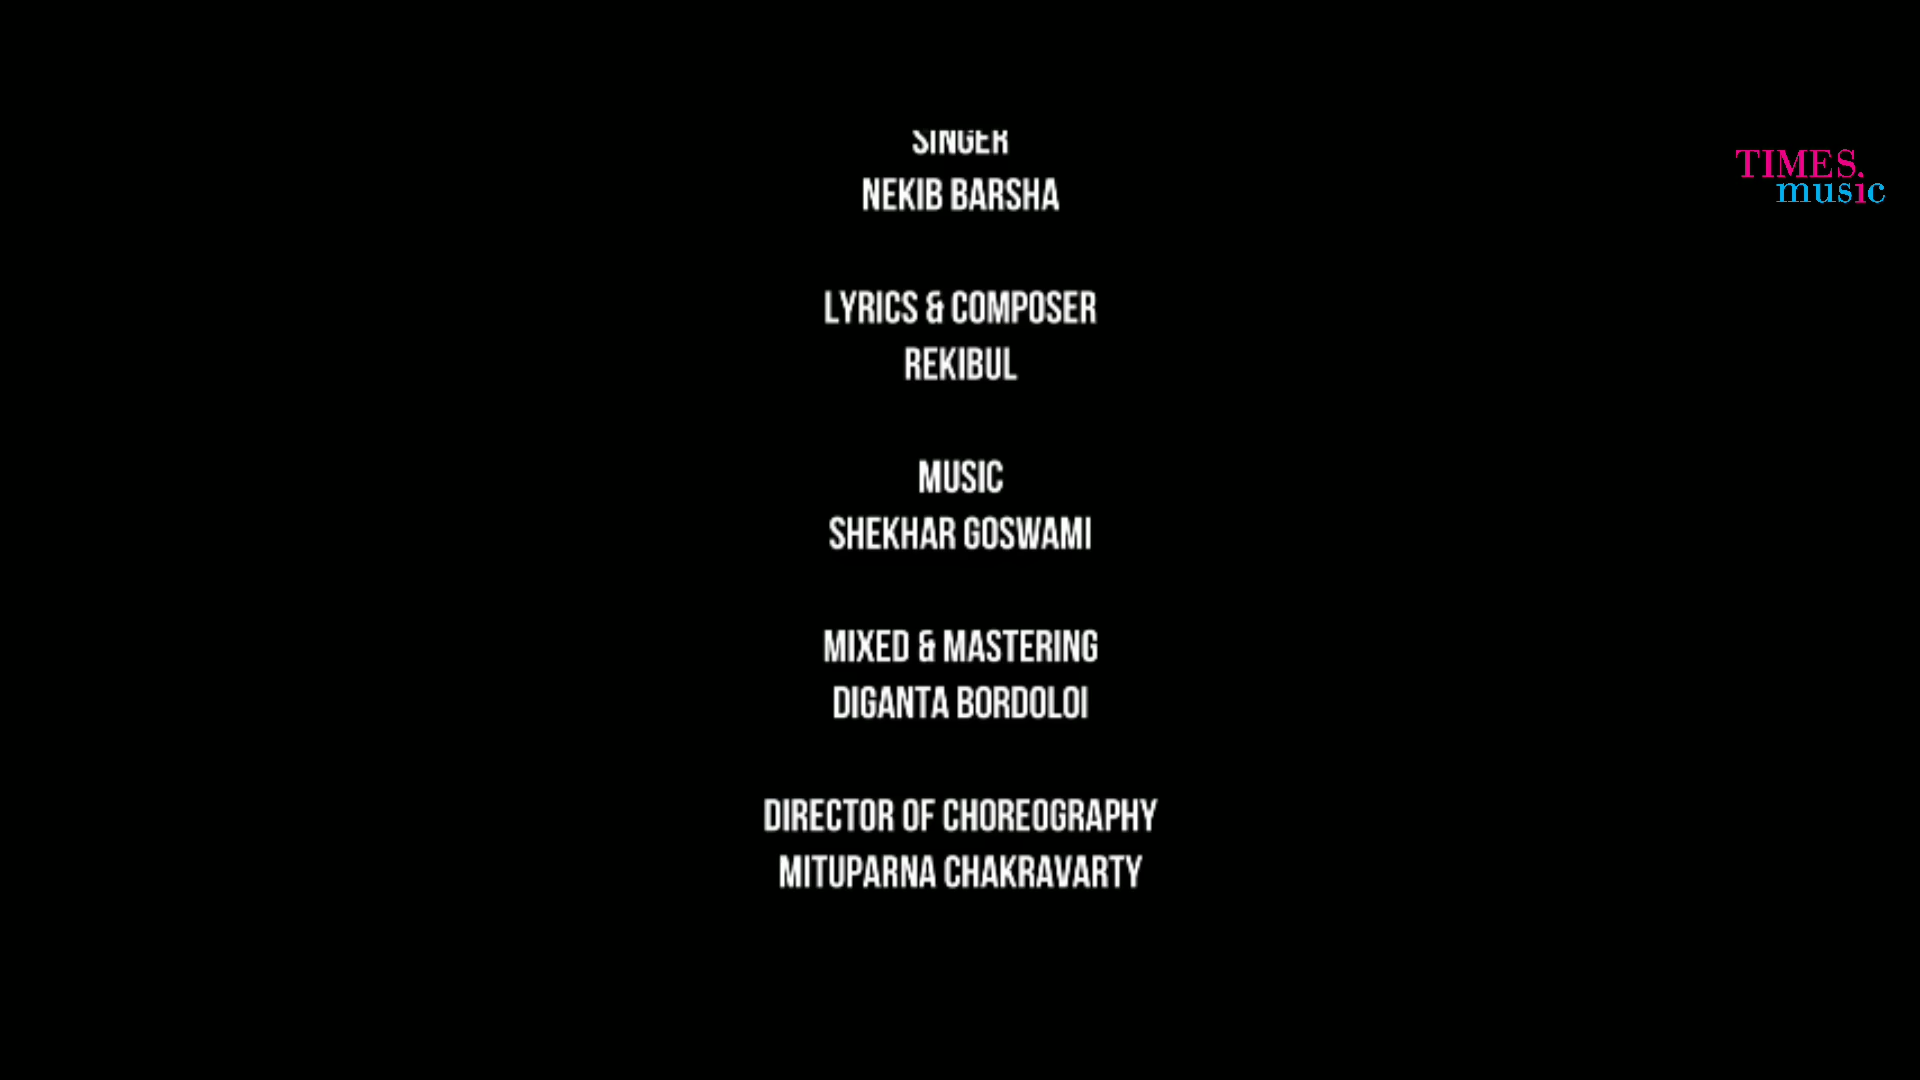 SINGER
NEKIB BARSHA
TIMES.
music
LYRICS & COMPOSER
REKIBUL
MUSIC
SHEKHAR GOSWAMI
MIXED & MASTERING
DIGANTA BORDOLOI
DIRECTOR OF CHOREOGRAPHY
MITUPARNA CHAKRAVARTY